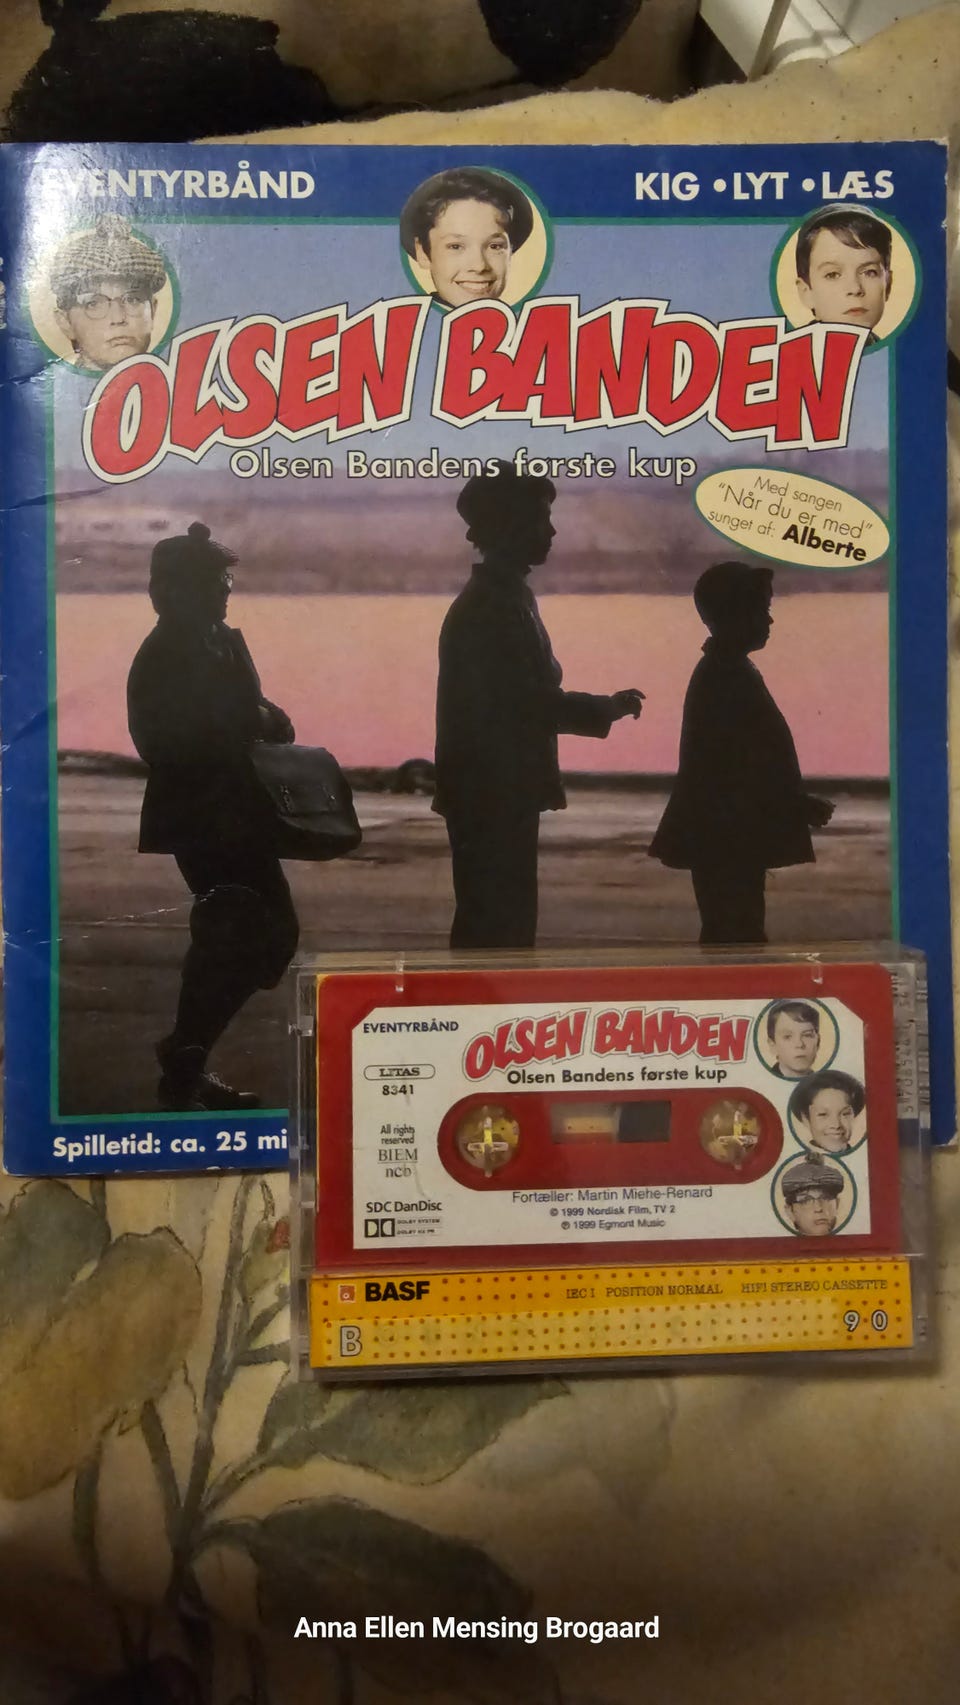 EVENTYRBÅND
KIG • LYT • LÆS
OLSEN BANDEN
Olsen Bandens første kup
Med sangen
"Når du er med"
sunget af: Alberte
Spilletid: ca. 25 mi
EVENTYRBÅND
OLSEN BANDEN
Olsen Bandens første kup
LITAS
8341
All rights
reserved
BIEM
ncb
SDC DanDisc
DOLBY SYSTEM
Fortæller: Martin Miehe-Renard
© 1999 Nordisk Film, TV 2
℗ 1999 Egmont Music
BASF
IEC I POSITION NORMAL HIFI STEREO CASSETTE
B
90
Anna Ellen Mensing Brogaard